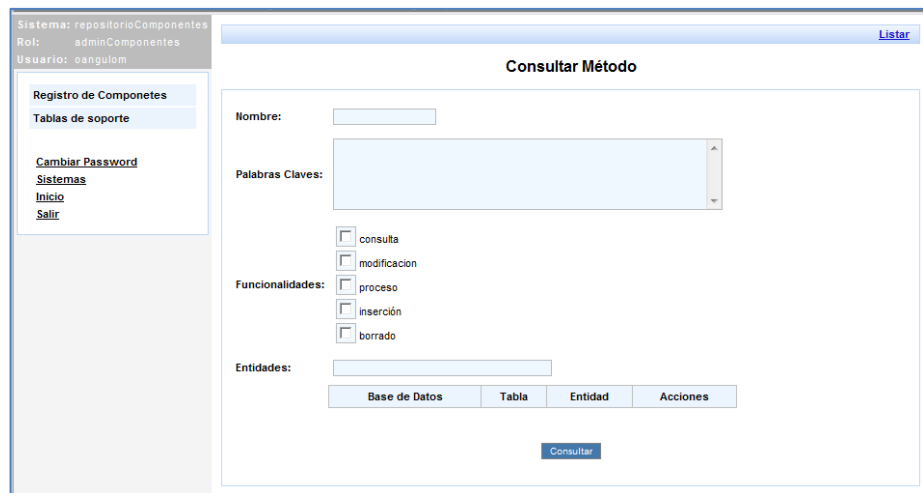 Sistema: repositorioComponentes
Rol: adminComponentes
Usuario: oangulom
Registro de Componetes
Tablas de soporte
Cambiar Password
Sistemas
Inicio
Salir
Listar
Consultar Método
Nombre:
Palabras Claves:
Funcionalidades:
consulta
modificacion
proceso
inserción
borrado
Entidades:
Base de Datos Tabla Entidad Acciones
Consultar